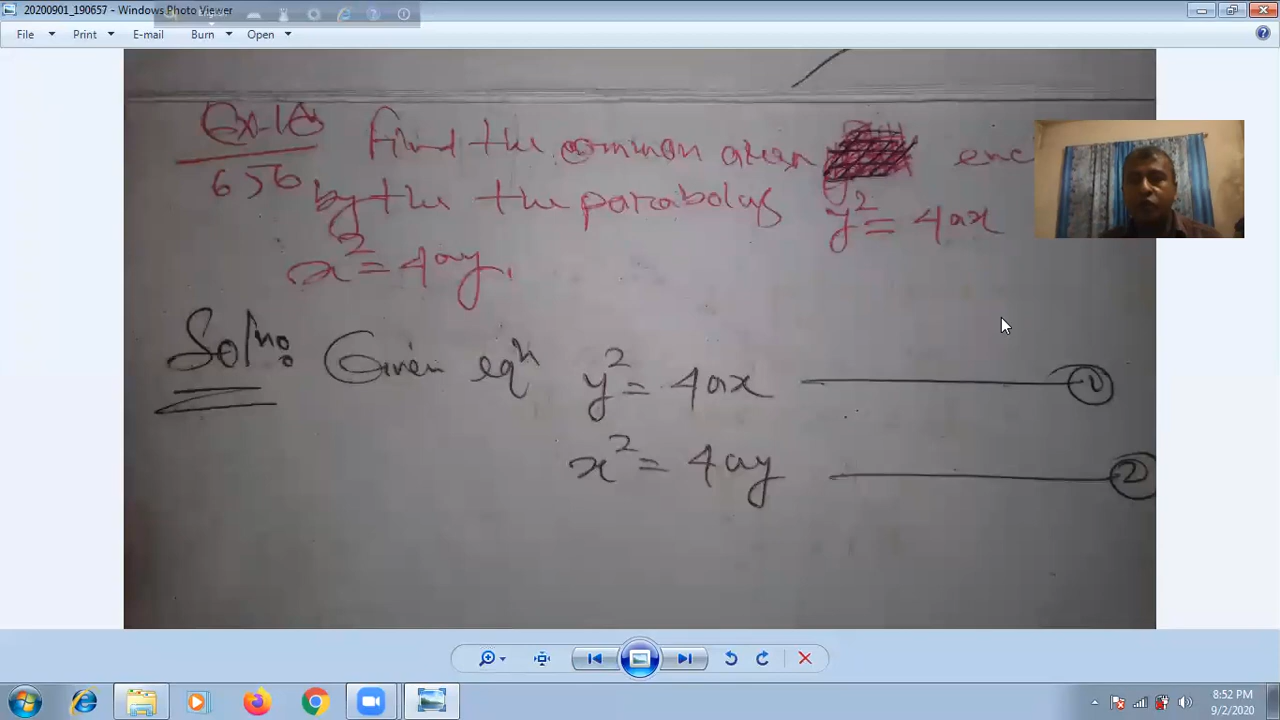 20200901_190657 - Windows Photo Viewer
File Print E-mail Burn Open
Ex-18 find the common area enc
656 by the the parabolas y² = 4ax
x² = 4ay.
Soln: Given eqn y² = 4ax ①
x² = 4ay ②
8:52 PM
9/2/2020